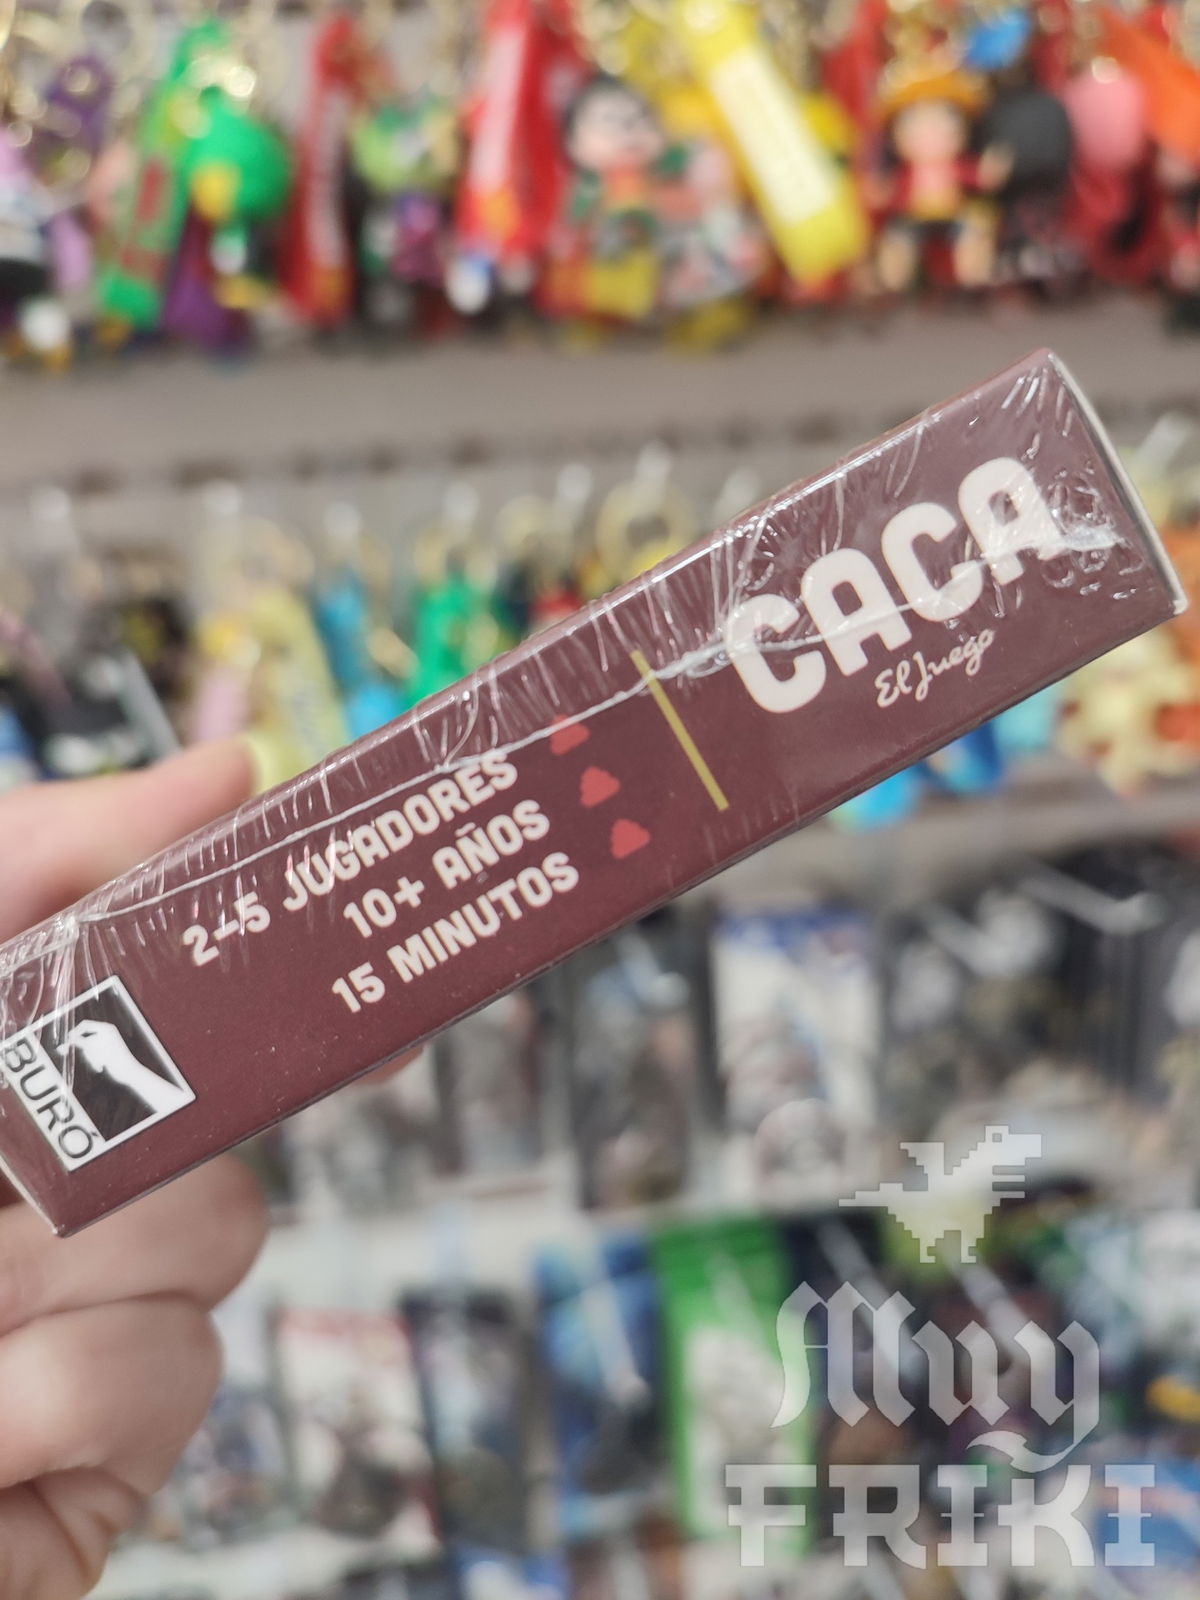 CACA
El Juego
2-5 JUGADORES
10+ AÑOS
15 MINUTOS
BURÓ
Muy
FRIKI